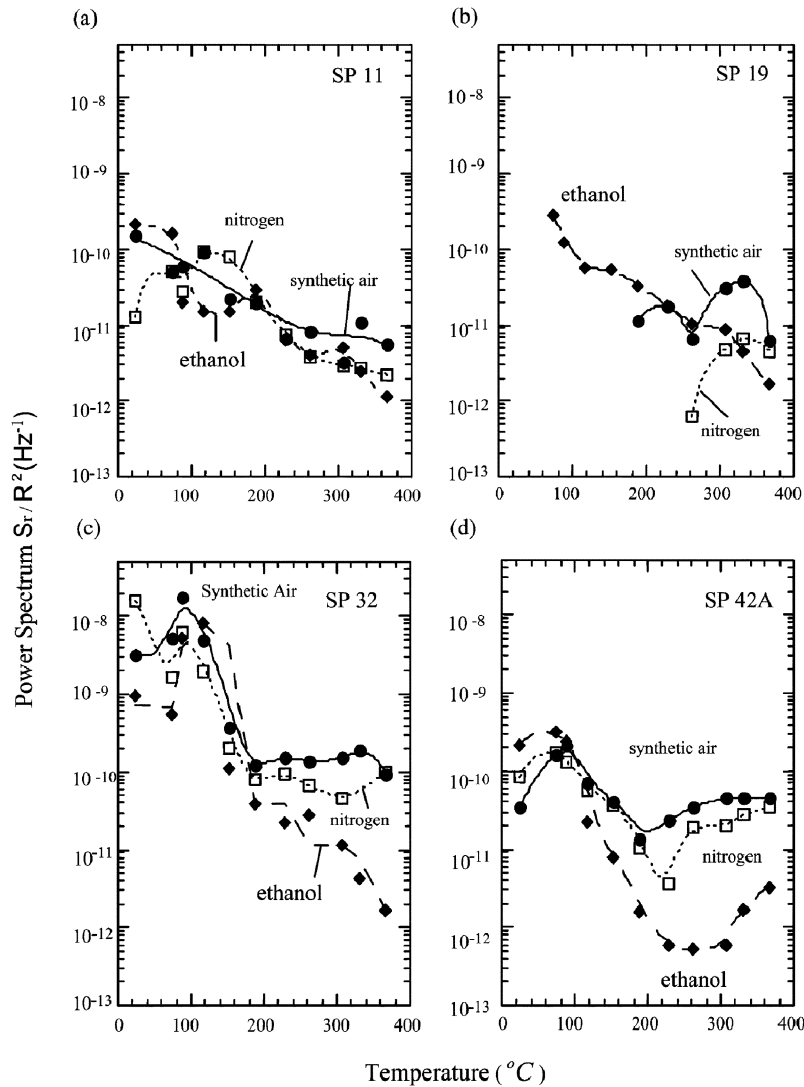 (a)
(b)
SP 11
SP 19
10-8
10-9
10-10
10-11
10-12
10-13
nitrogen
synthetic air
ethanol
0
100
200
300
400
10-8
10-9
10-10
10-11
10-12
10-13
ethanol
synthetic air
nitrogen
0
100
200
300
400
Power Spectrum Sr / R2 (Hz-1)
(c)
(d)
Synthetic Air
SP 32
10-8
10-9
10-10
10-11
10-12
10-13
nitrogen
ethanol
0
100
200
300
400
SP 42A
10-8
10-9
10-10
10-11
10-12
10-13
synthetic air
nitrogen
ethanol
0
100
200
300
400
Temperature (°C)